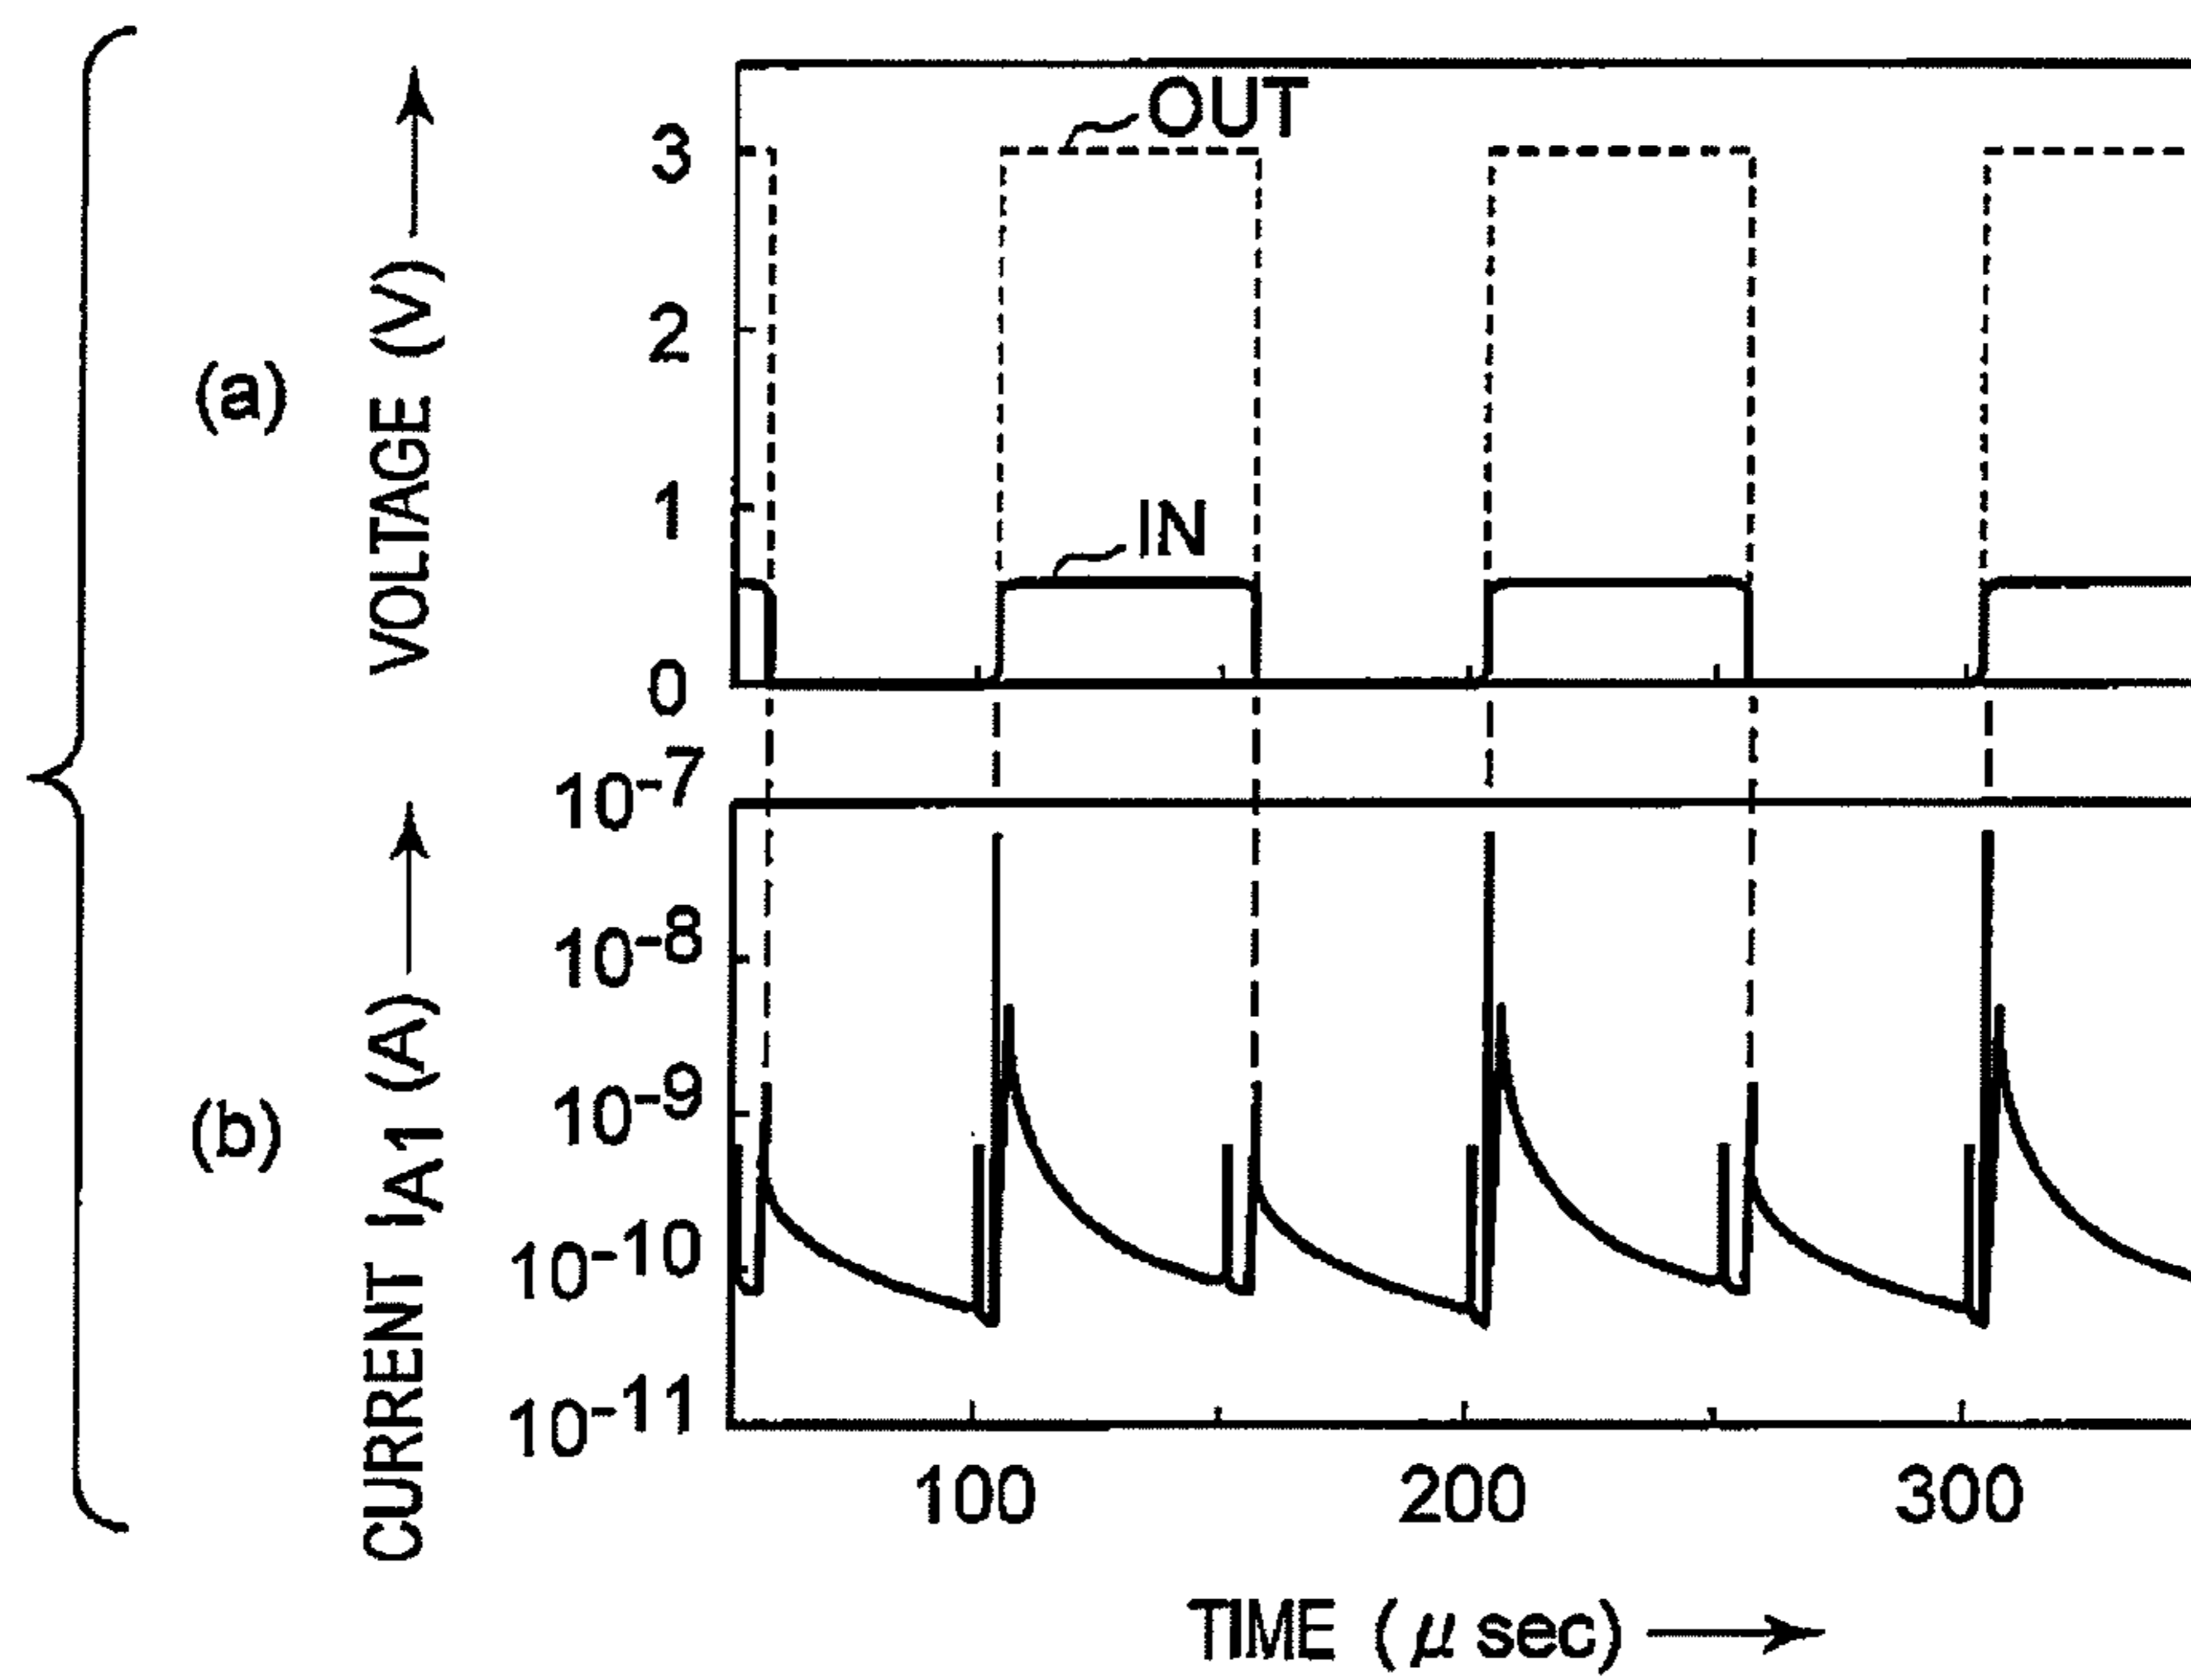 (a)
VOLTAGE (V)
3
2
1
0
OUT
IN
(b)
CURRENT IA1 (A)
10-7
10-8
10-9
10-10
10-11
100 200 300
TIME (μsec)